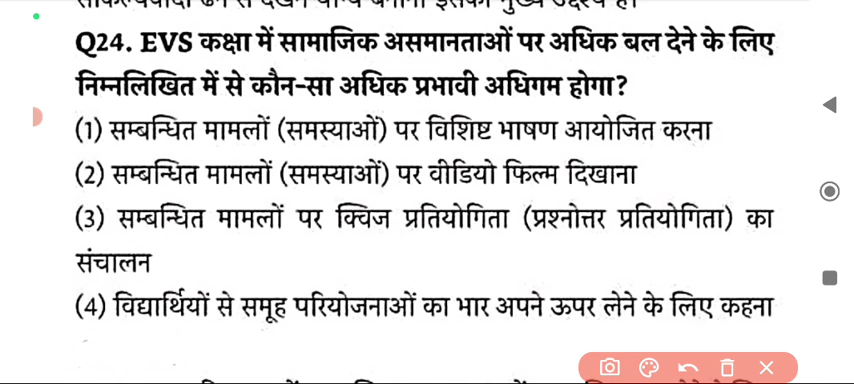 Q24. EVS कक्षा में सामाजिक असमानताओं पर अधिक बल देने के लिए
निम्नलिखित में से कौन-सा अधिक प्रभावी अधिगम होगा?
(1) सम्बन्धित मामलों (समस्याओं) पर विशिष्ट भाषण आयोजित करना
(2) सम्बन्धित मामलों (समस्याओं) पर वीडियो फिल्म दिखाना
(3) सम्बन्धित मामलों पर क्विज प्रतियोगिता (प्रश्नोत्तर प्रतियोगिता) का
संचालन
(4) विद्यार्थियों से समूह परियोजनाओं का भार अपने ऊपर लेने के लिए कहना